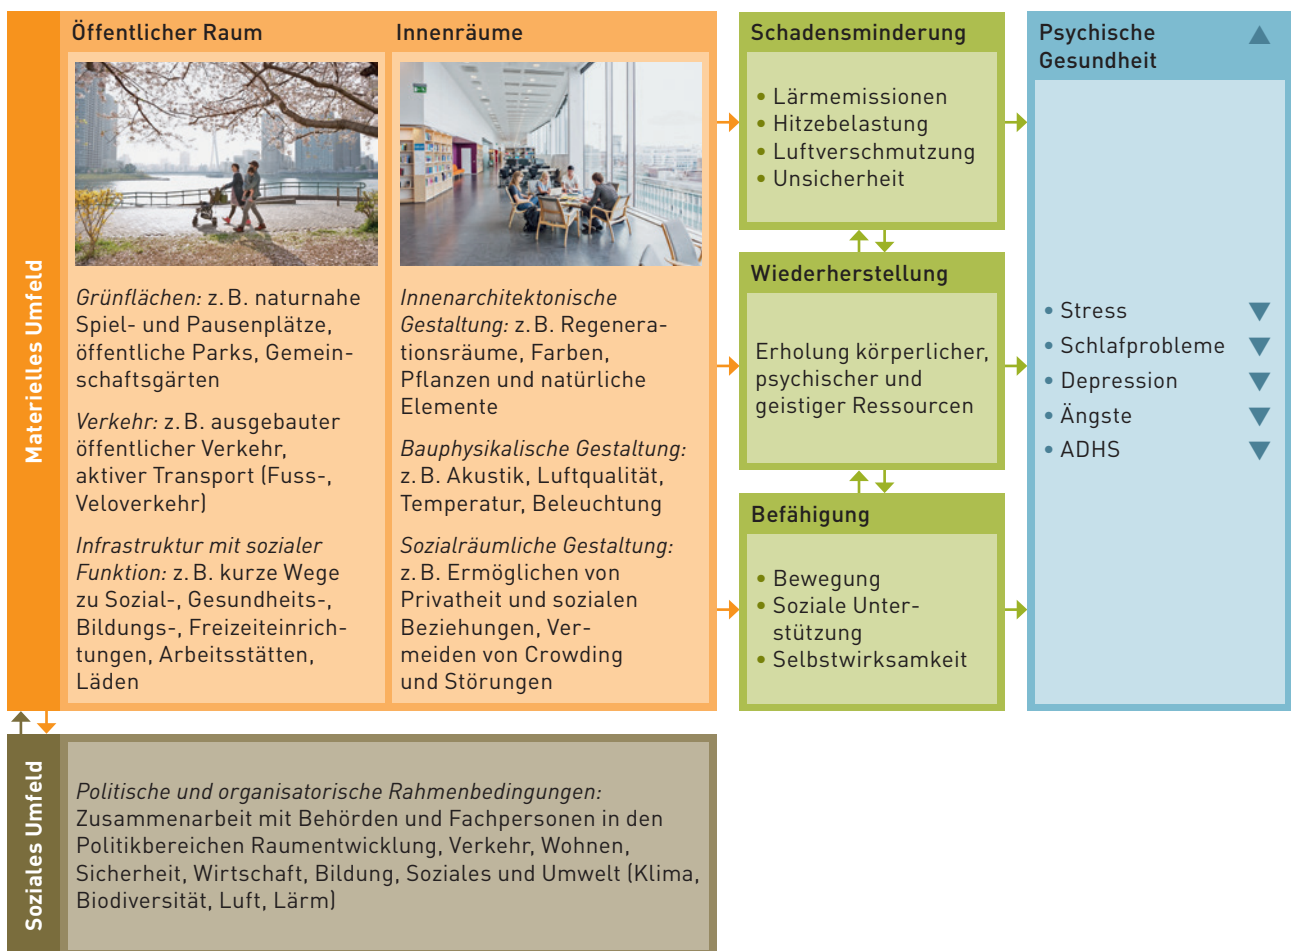 Materielles Umfeld
Öffentlicher Raum
Grünflächen: z. B. naturnahe
Spiel- und Pausenplätze,
öffentliche Parks, Gemein-
schaftsgärten
Verkehr: z. B. ausgebauter
öffentlicher Verkehr,
aktiver Transport (Fuss-,
Veloverkehr)
Infrastruktur mit sozialer
Funktion: z. B. kurze Wege
zu Sozial-, Gesundheits-,
Bildungs-, Freizeiteinrich-
tungen, Arbeitsstätten,
Läden
Innenräume
Innenarchitektonische
Gestaltung: z. B. Regenera-
tionsräume, Farben,
Pflanzen und natürliche
Elemente
Bauphysikalische Gestaltung:
z. B. Akustik, Luftqualität,
Temperatur, Beleuchtung
Sozialräumliche Gestaltung:
z. B. Ermöglichen von
Privatheit und sozialen
Beziehungen, Ver-
meiden von Crowding
und Störungen
Schadensminderung
• Lärmemissionen
• Hitzebelastung
• Luftverschmutzung
• Unsicherheit
Wiederherstellung
Erholung körperlicher,
psychischer und
geistiger Ressourcen
Befähigung
• Bewegung
• Soziale Unter-
stützung
• Selbstwirksamkeit
Psychische ▲
Gesundheit
• Stress ▼
• Schlafprobleme ▼
• Depression ▼
• Ängste ▼
• ADHS ▼
Soziales Umfeld
Politische und organisatorische Rahmenbedingungen:
Zusammenarbeit mit Behörden und Fachpersonen in den
Politikbereichen Raumentwicklung, Verkehr, Wohnen,
Sicherheit, Wirtschaft, Bildung, Soziales und Umwelt (Klima,
Biodiversität, Luft, Lärm)